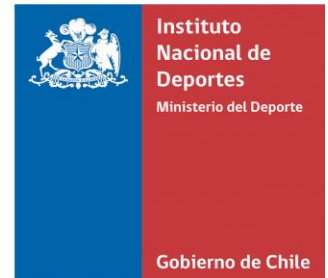 Instituto
Nacional de
Deportes
Ministerio del Deporte
Gobierno de Chile